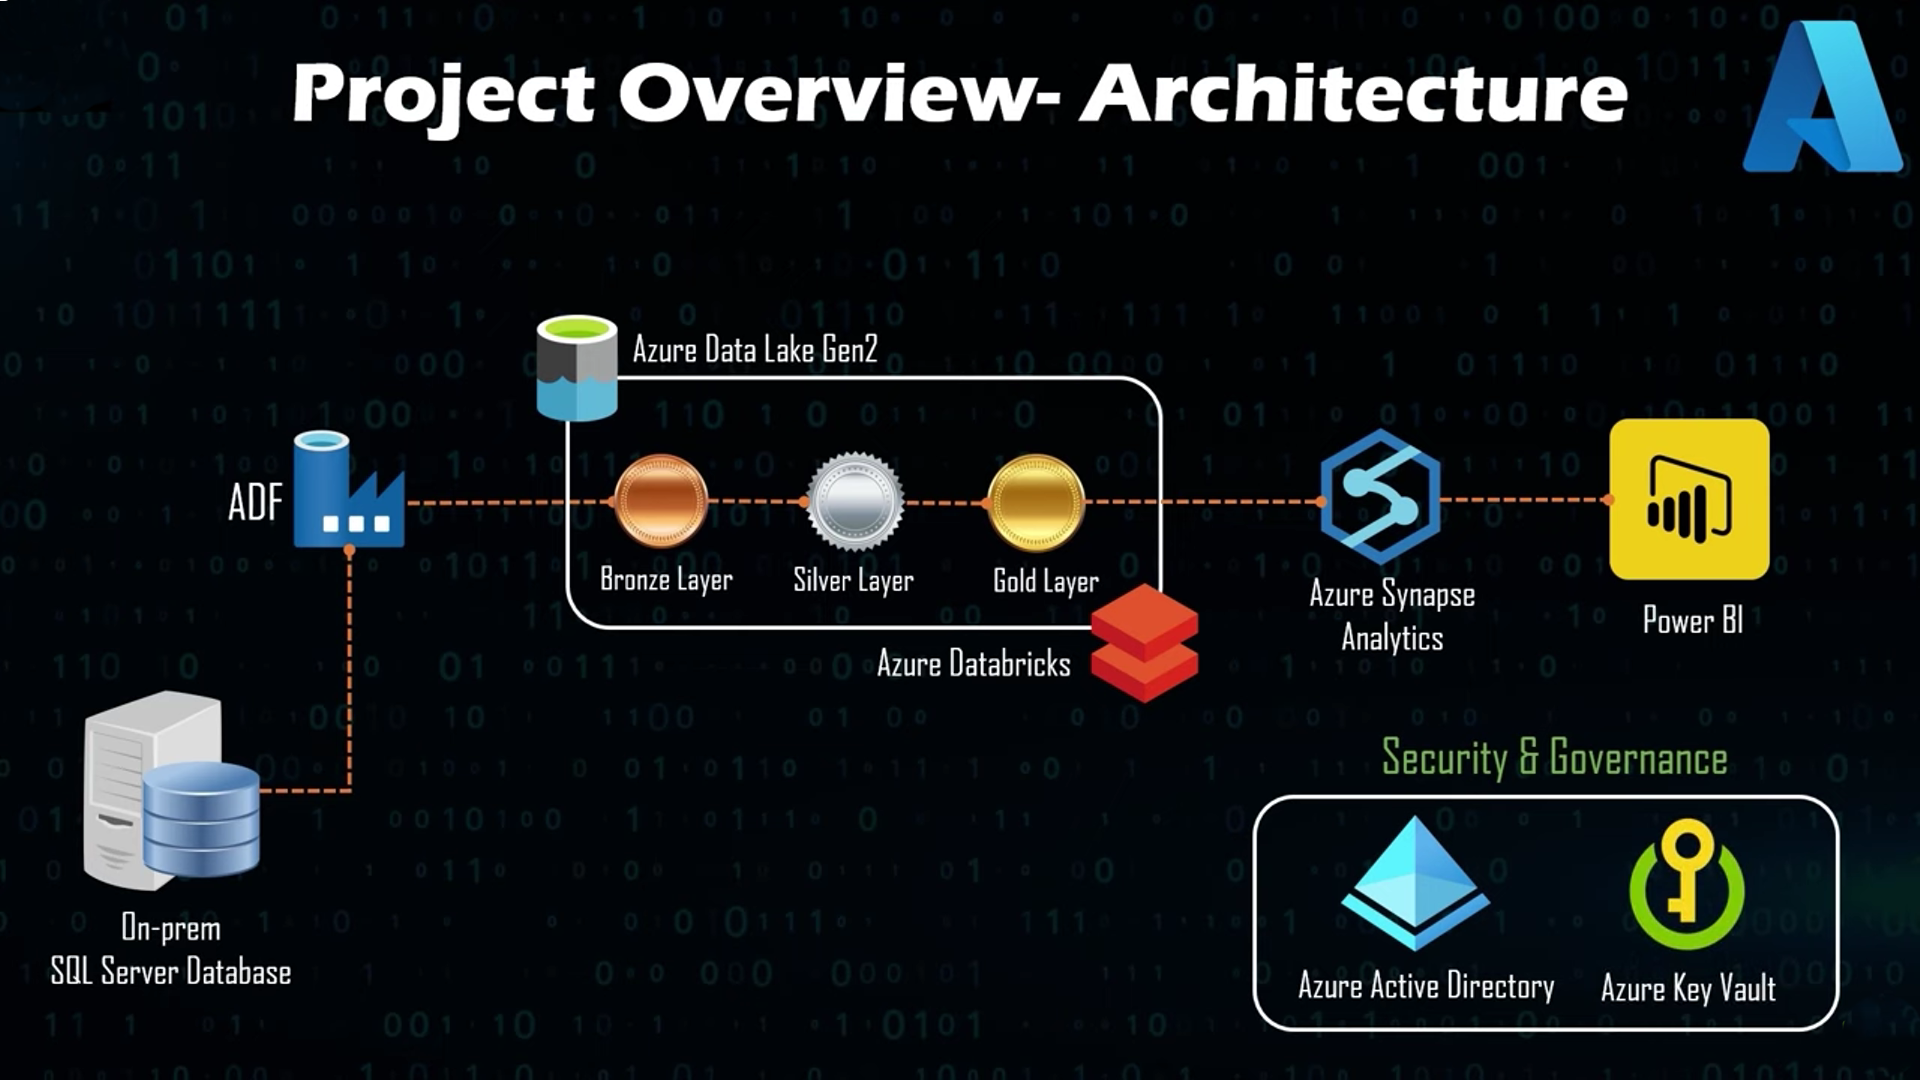 Project Overview- Architecture
Azure Data Lake Gen2
ADF
Bronze Layer
Silver Layer
Gold Layer
Azure Databricks
Azure Synapse
Analytics
Power BI
On-prem
SQL Server Database
Security & Governance
Azure Active Directory
Azure Key Vault